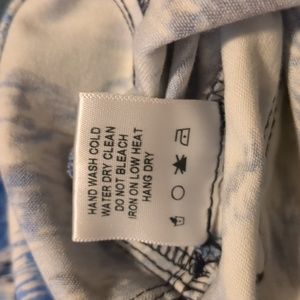 HAND WASH COLD
WATER DRY CLEAN
DO NOT BLEACH
IRON ON LOW HEAT
HANG DRY